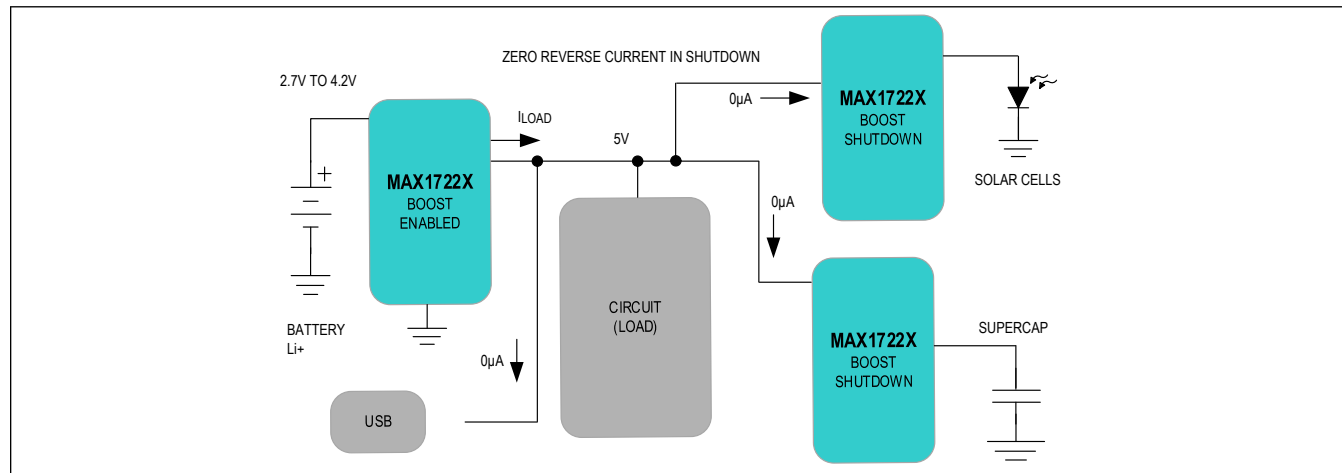 ZERO REVERSE CURRENT IN SHUTDOWN
2.7V TO 4.2V
+
MAX1722X
BOOST
ENABLED
BATTERY
Li+
ILOAD
5V
0µA
MAX1722X
BOOST
SHUTDOWN
SOLAR CELLS
0µA
CIRCUIT
(LOAD)
0µA
USB
MAX1722X
BOOST
SHUTDOWN
SUPERCAP